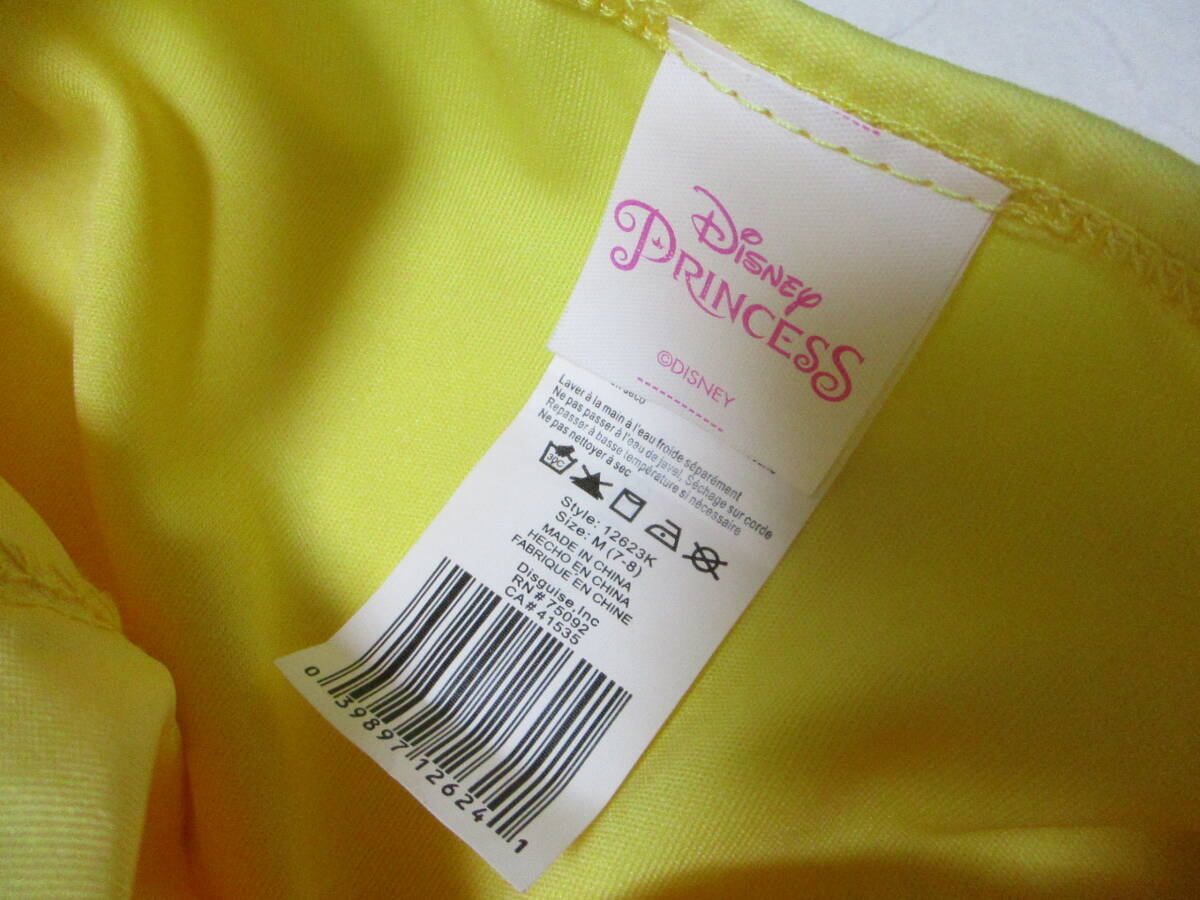 Disney
PRINCESS
©DISNEY
Laver à la main à l'eau froide séparément
Ne pas passer à l'eau de javel, Séchage sur corde
Repasser à basse température si nécessaire
Ne pas nettoyer à sec
30C
Style: 12623K
Size: M (7-8)
MADE IN CHINA
HECHO EN CHINA
FABRIQUE EN CHINE
Disguise,Inc
RN # 75092
CA# 41535
0 39897 12624 1